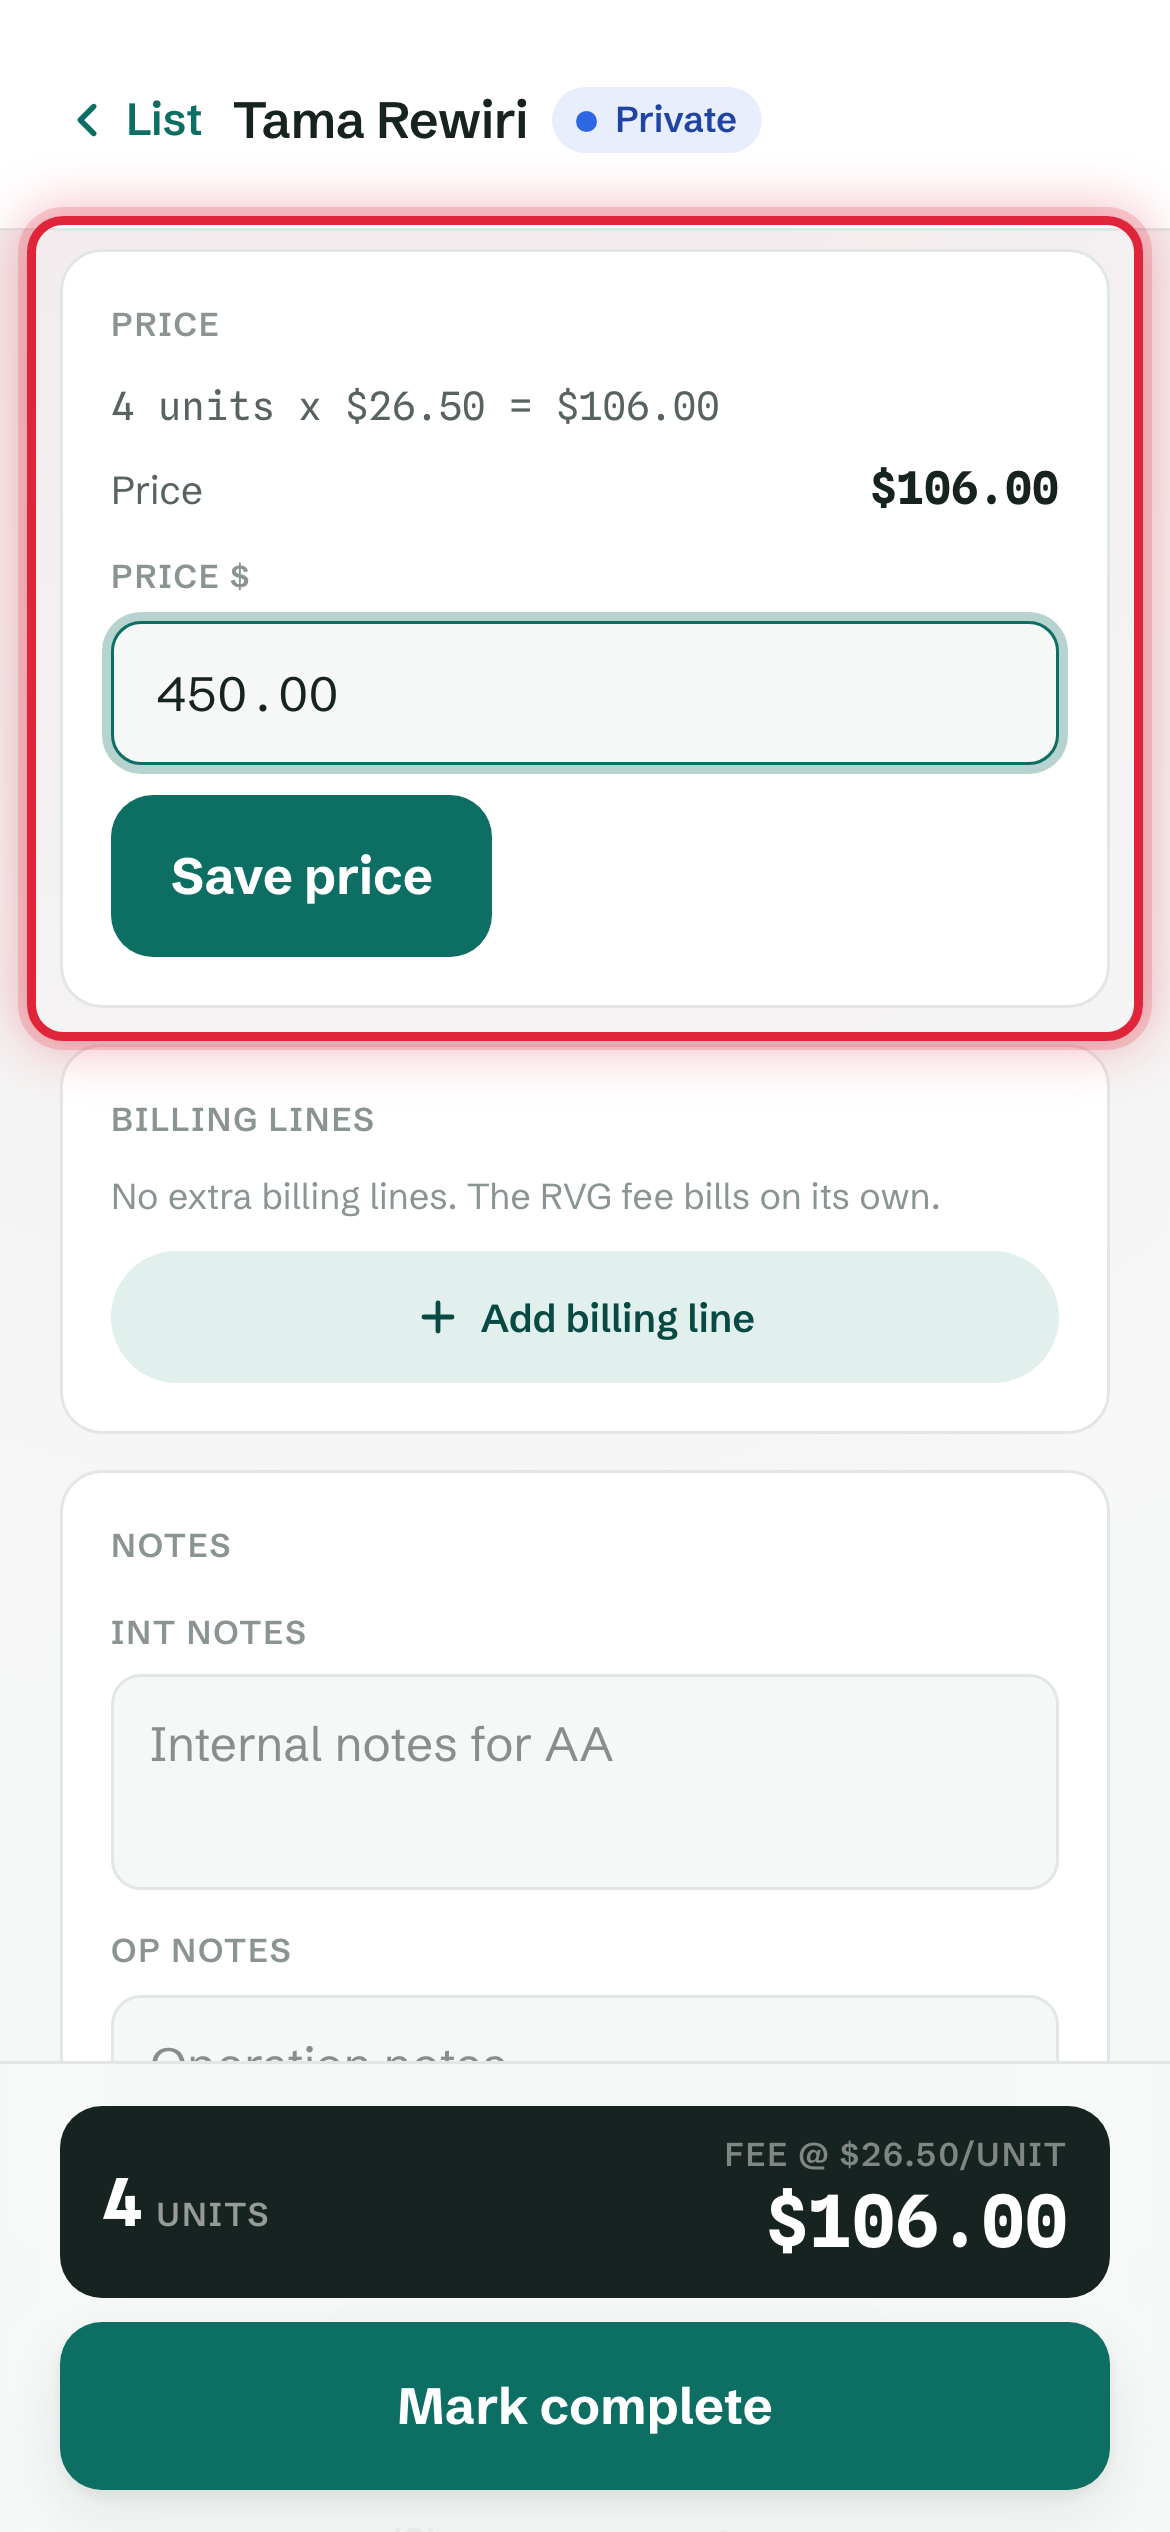 List Tama Rewiri Private
PRICE
4 units x $26.50 = $106.00
Price $106.00
PRICE $
450.00
Save price
BILLING LINES
No extra billing lines. The RVG fee bills on its own.
+ Add billing line
NOTES
INT NOTES
Internal notes for AA
OP NOTES
Operation notes
FEE @ $26.50/UNIT
4 UNITS $106.00
Mark complete